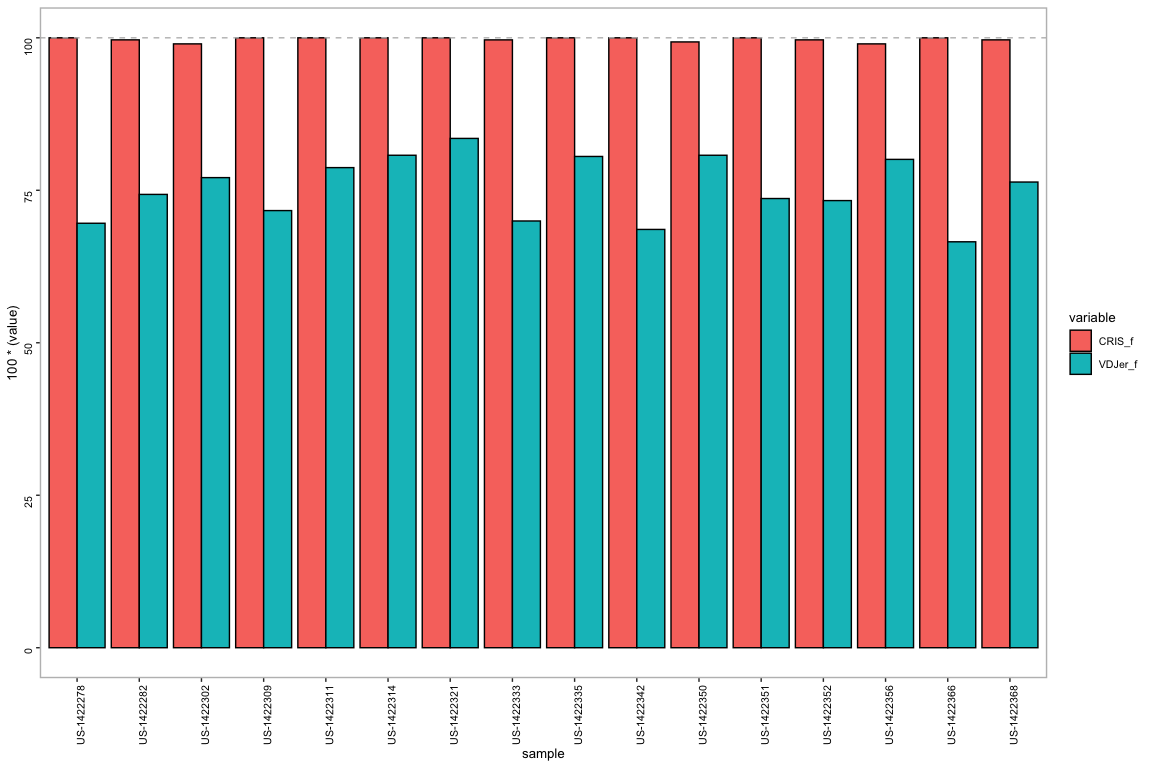 100 * (value)
100
75
50
25
0
US-1422278
US-1422282
US-1422302
US-1422309
US-1422311
US-1422314
US-1422321
US-1422333
US-1422335
US-1422342
US-1422350
US-1422351
US-1422352
US-1422356
US-1422366
US-1422368
sample
variable
CRIS_f
VDJer_f